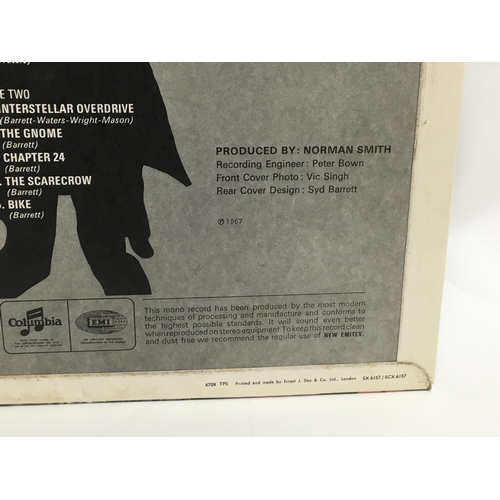 E TWO
INTERSTELLAR OVERDRIVE
(Barrett-Waters-Wright-Mason)
THE GNOME
(Barrett)
CHAPTER 24
(Barrett)
. THE SCARECROW
(Barrett)
. BIKE
(Barrett)
PRODUCED BY: NORMAN SMITH
Recording Engineer: Peter Bown
Front Cover Photo: Vic Singh
Rear Cover Design: Syd Barrett
℗ 1967
Columbia
EMI
This mono record has been produced by the most modern
techniques of processing and manufacture and conforms to
the highest possible standards. It will sound even better
when reproduced on stereo equipment. To keep this record clean
and dust free we recommend the regular use of NEW EMITEX.
6709 TPS Printed and made by Ernest J. Day & Co. Ltd., London SX 6157/SCX 6157